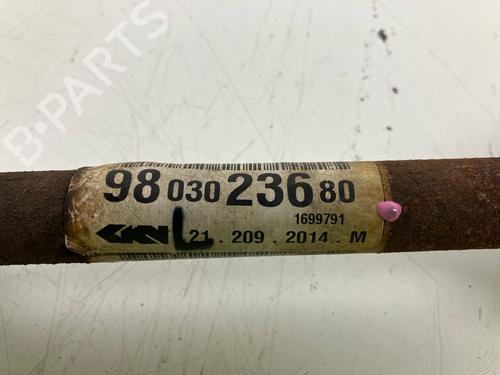 B-PARTS
98 030 236 80
1699791
GKN L 21 . 209 . 2014 . M